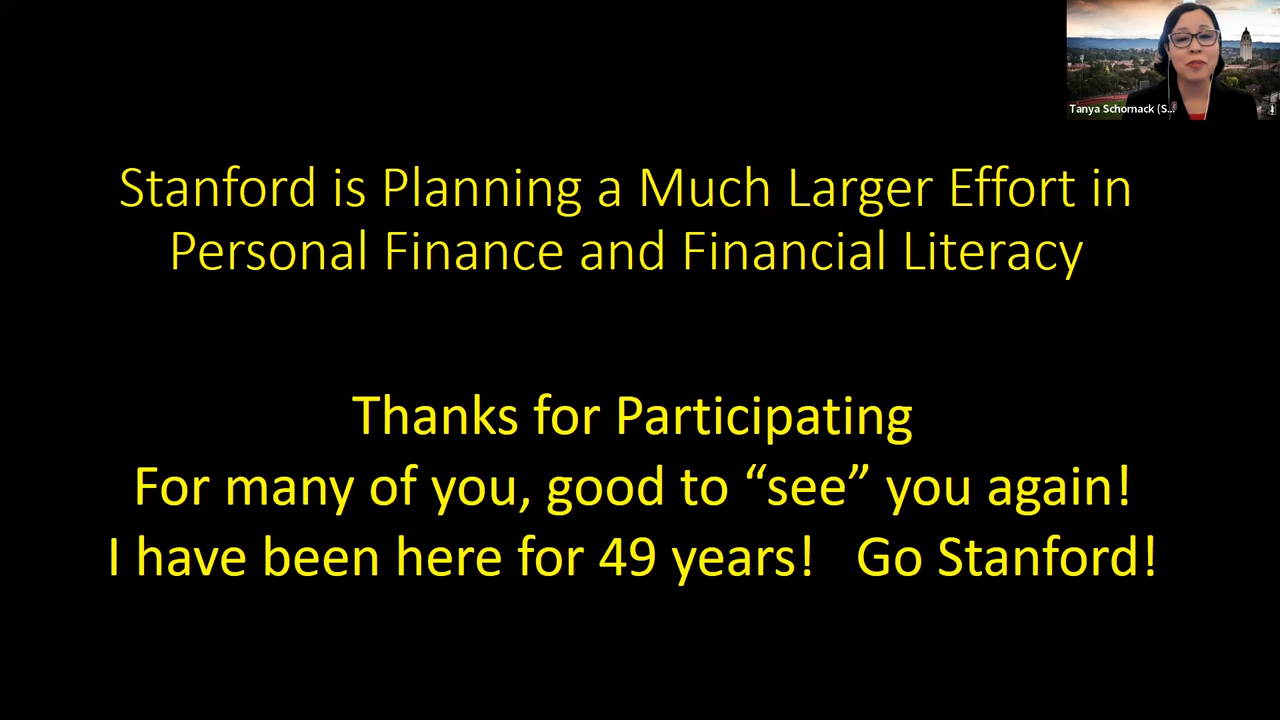 Tanya Schornack (S...
Stanford is Planning a Much Larger Effort in
Personal Finance and Financial Literacy
Thanks for Participating
For many of you, good to “see” you again!
I have been here for 49 years! Go Stanford!